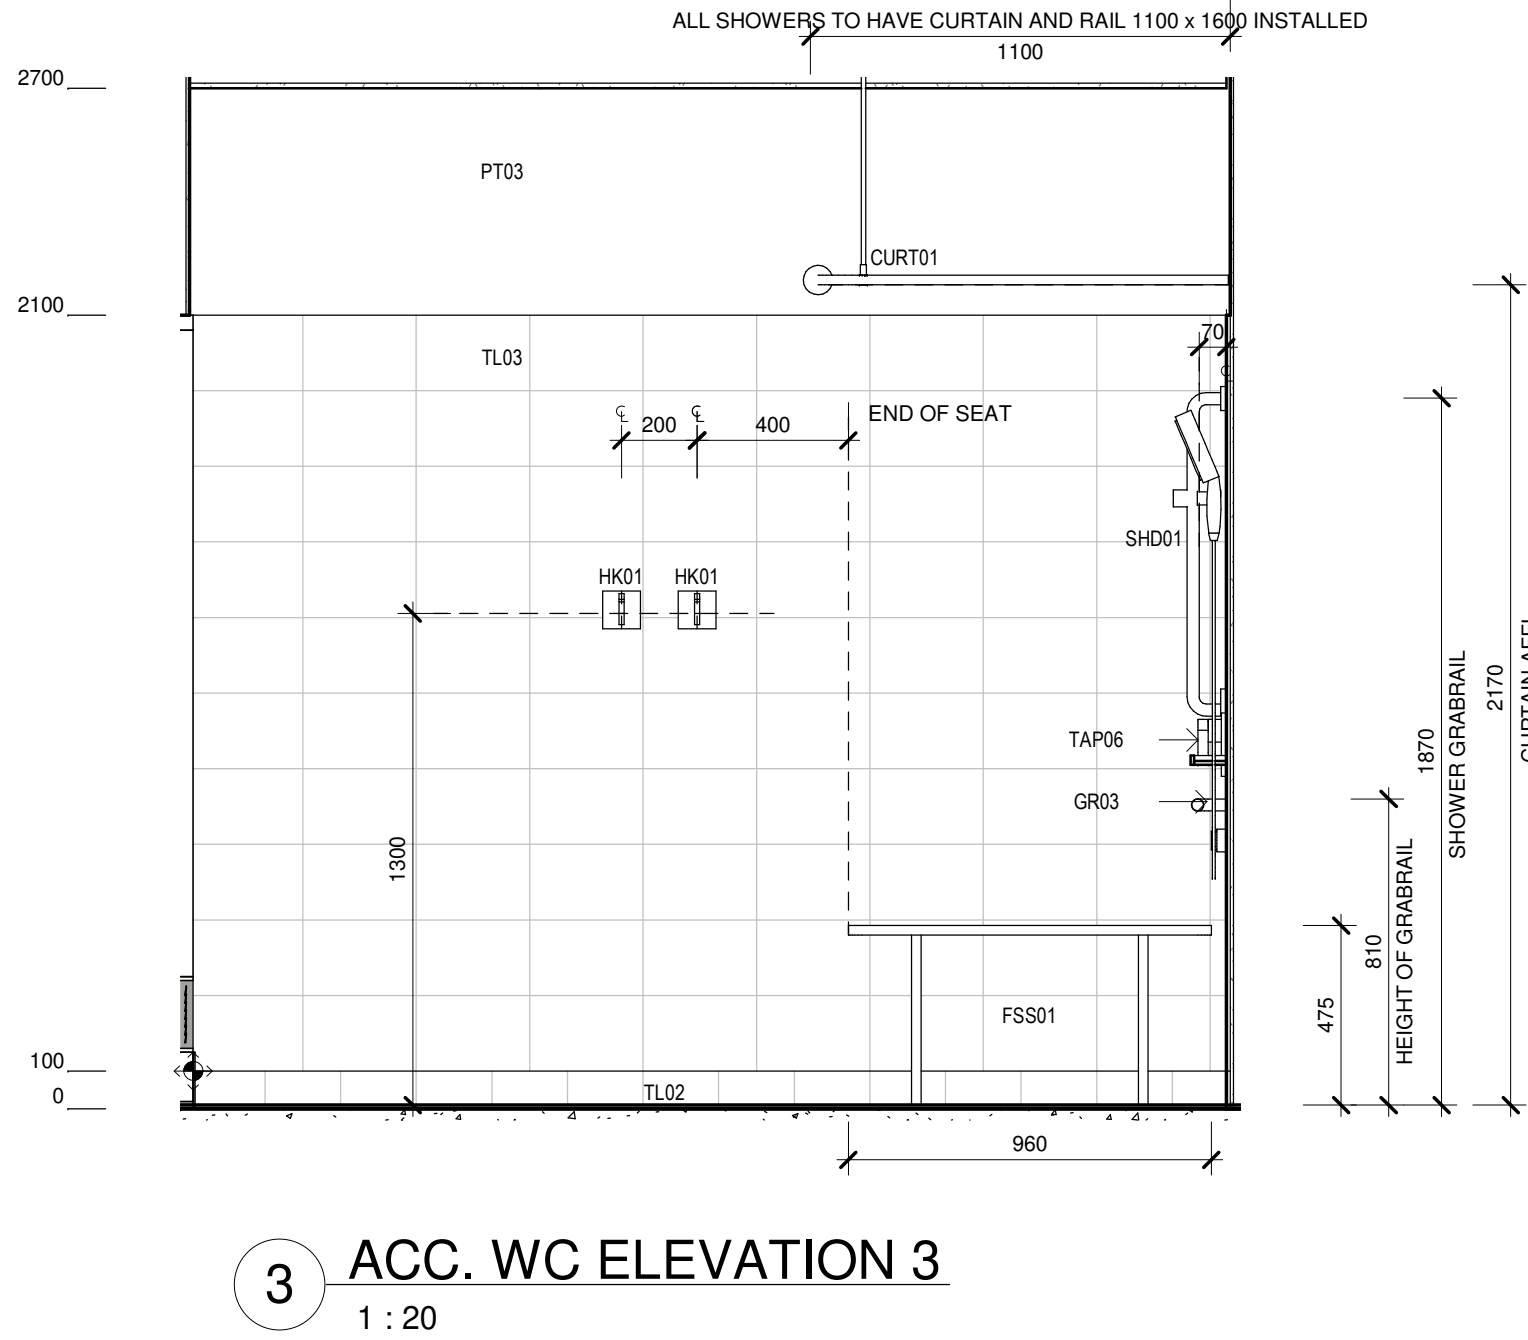 ALL SHOWERS TO HAVE CURTAIN AND RAIL 1100 x 1600 INSTALLED
1100
2700
PT03
CURT01
2100
70
TL03
END OF SEAT
200
400
SHD01
HK01
HK01
TAP06
GR03
1300
2170
1870
SHOWER GRABRAIL
810
HEIGHT OF GRABRAIL
475
FSS01
100
0
TL02
960
3
ACC. WC ELEVATION 3
1 : 20